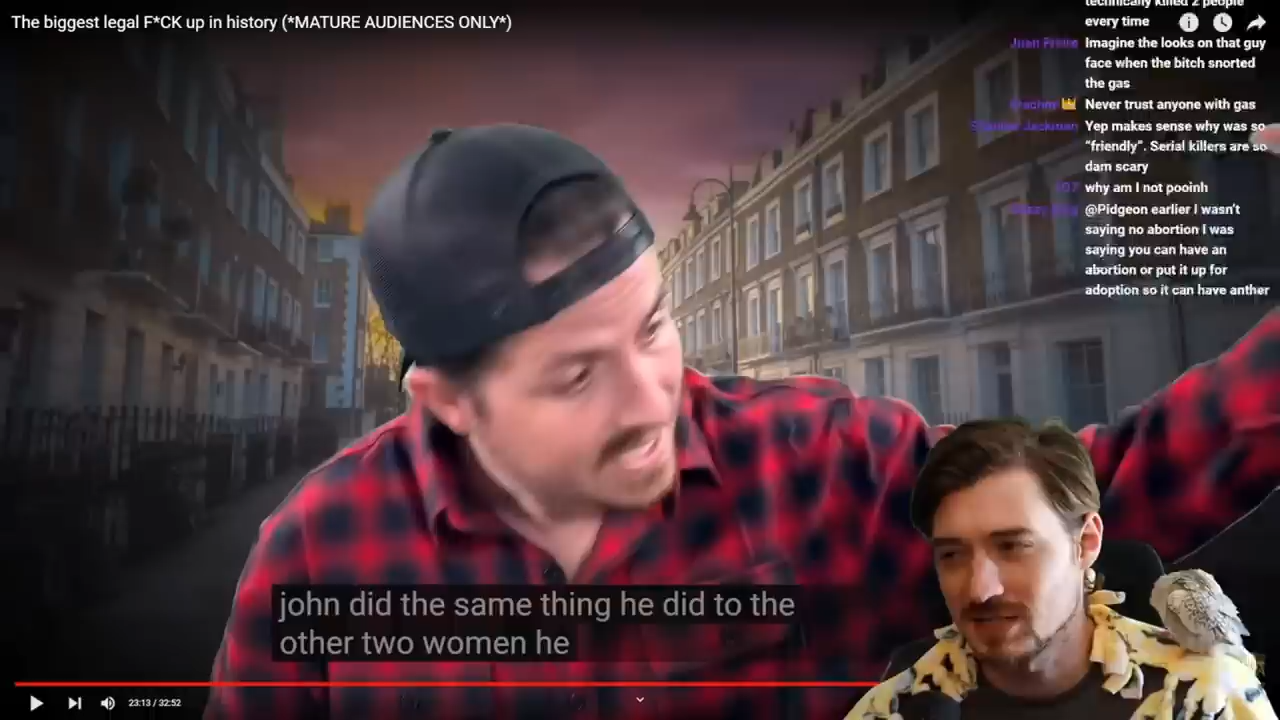 The biggest legal F*CK up in history (*MATURE AUDIENCES ONLY*)
technically killed 2 people
every time
Imagine the looks on that guy
face when the bitch snorted
the gas
Never trust anyone with gas
Jackman Yep makes sense why was so
“friendly”. Serial killers are so
dam scary
why am I not pooinh
@Pidgeon earlier I wasn't
saying no abortion I was
saying you can have an
abortion or put it up for
adoption so it can have anther
john did the same thing he did to the
other two women he
23:13 / 32:52